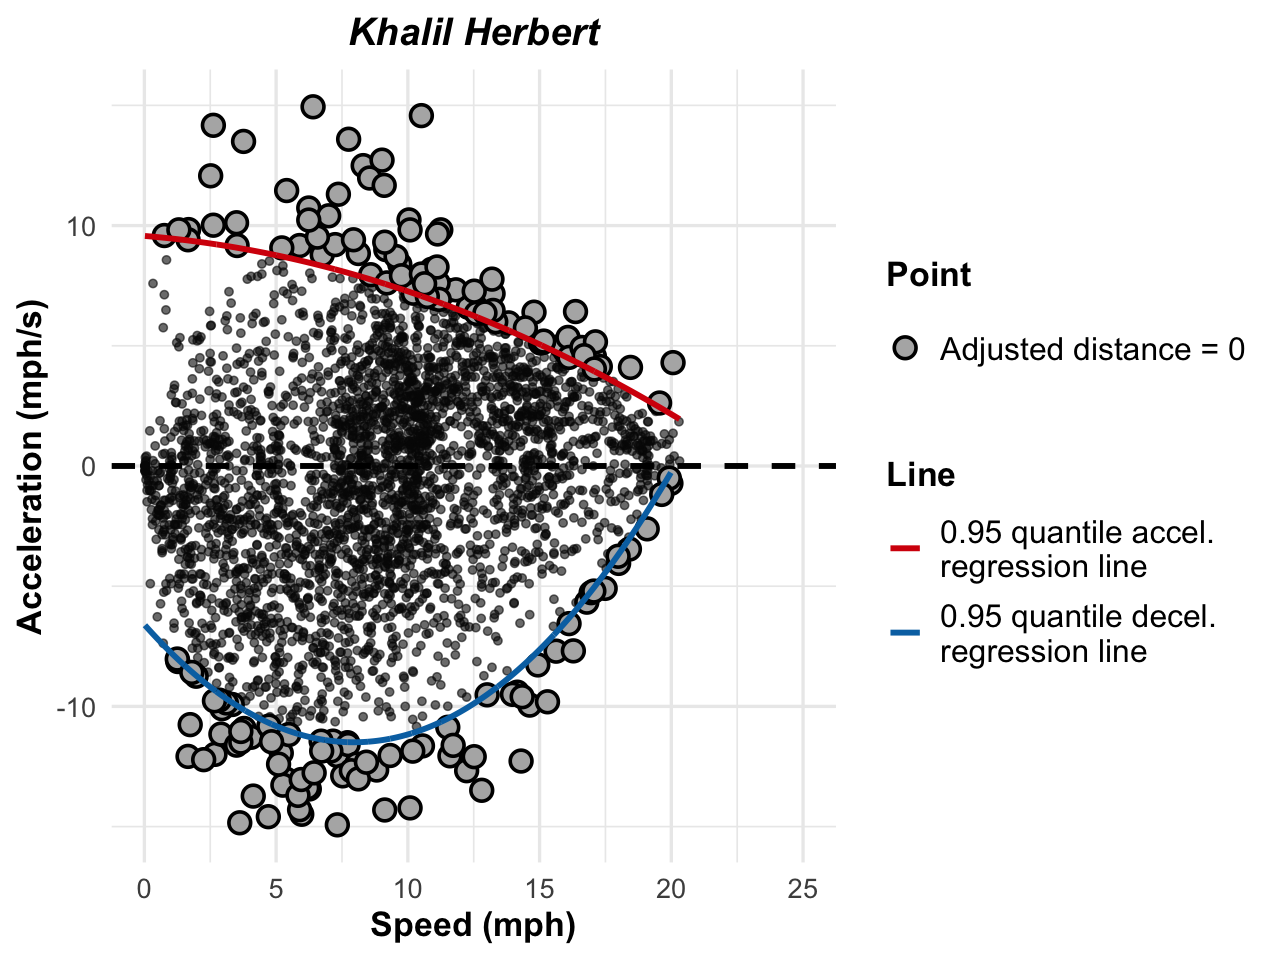 Khalil Herbert
Acceleration (mph/s)
10
0
-10
0 5 10 15 20 25
Speed (mph)
Point
Adjusted distance = 0
Line
0.95 quantile accel.
regression line
0.95 quantile decel.
regression line